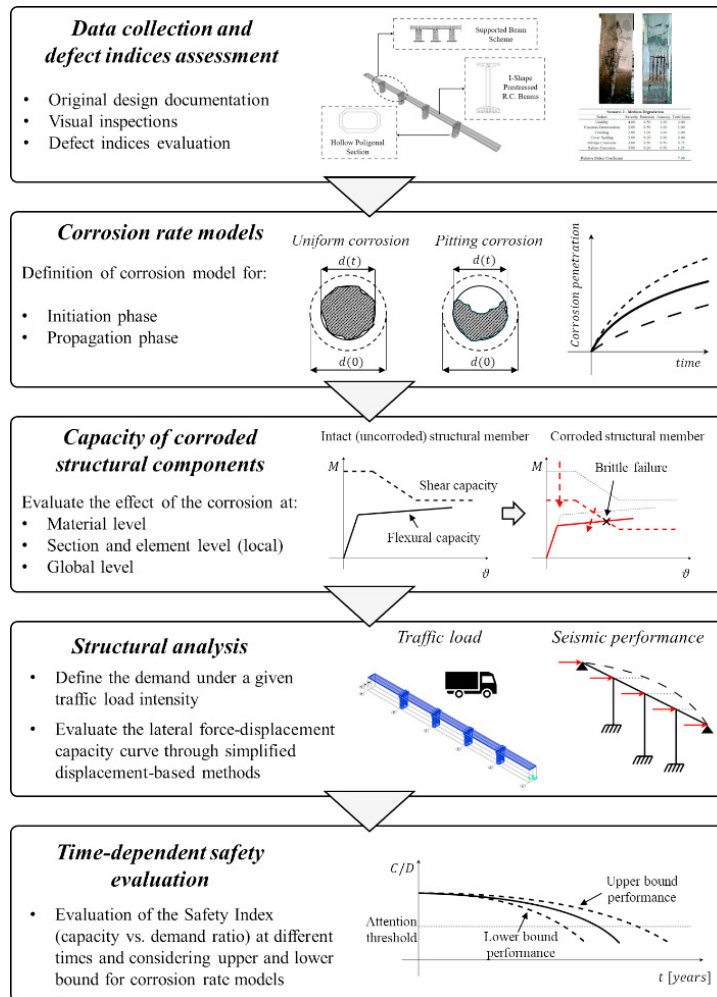 Data collection and
defect indices assessment
• Original design documentation
• Visual inspections
• Defect indices evaluation
Supported Beam
Scheme
I-Shape
Prestressed
R.C. Beams
Hollow Poligonal
Section
Corrosion rate models
Definition of corrosion model for:
• Initiation phase
• Propagation phase
Uniform corrosion
d(t)
d(0)
Pitting corrosion
d(t)
d(0)
Corrosion penetration
time
Capacity of corroded
structural components
Evaluate the effect of the corrosion at:
• Material level
• Section and element level (local)
• Global level
Intact (uncorroded) structural member
M
Shear capacity
Flexural capacity
ϑ
Corroded structural member
M
Brittle failure
ϑ
Structural analysis
• Define the demand under a given
traffic load intensity
• Evaluate the lateral force-displacement
capacity curve through simplified
displacement-based methods
Traffic load
Seismic performance
Time-dependent safety
evaluation
• Evaluation of the Safety Index
(capacity vs. demand ratio) at different
times and considering upper and lower
bound for corrosion rate models
C/D
Upper bound
performance
Attention
threshold
Lower bound
performance
t [years]